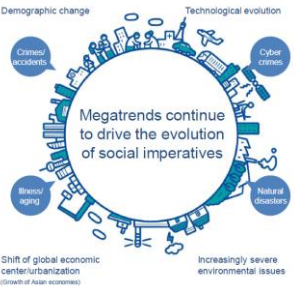 Demographic change
Technological evolution
Crimes/
accidents
Cyber
crimes
Megatrends continue
to drive the evolution
of social imperatives
Illness/
aging
Natural
disasters
Shift of global economic
center/urbanization
(Growth of Asian economies)
Increasingly severe
environmental issues